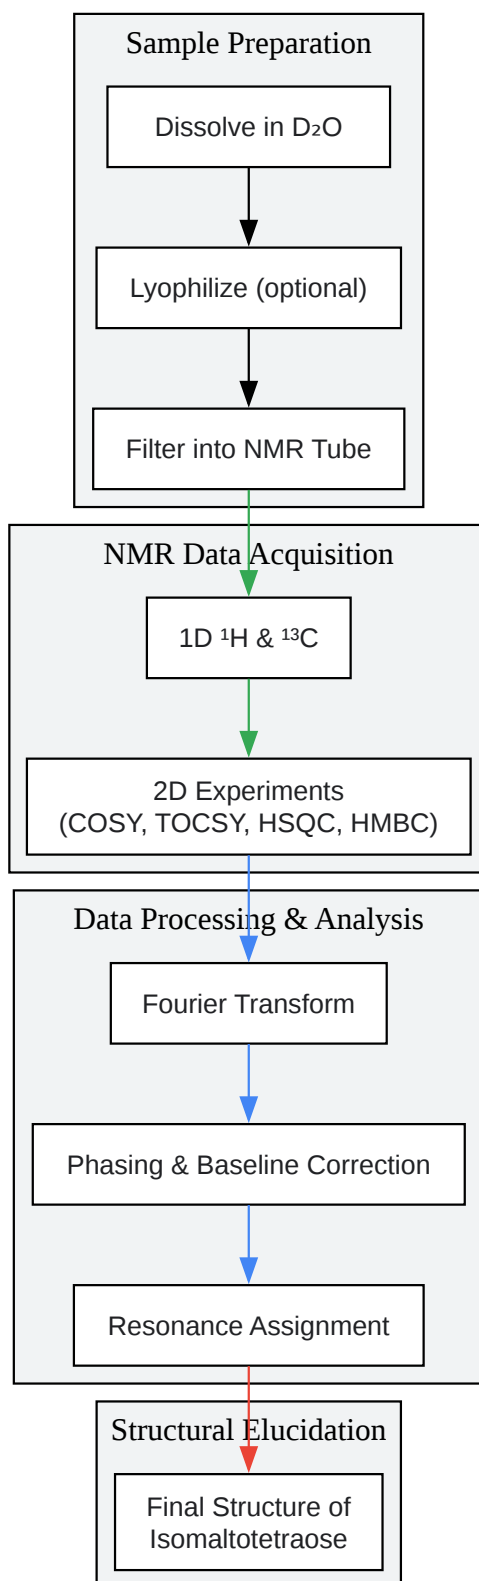 Sample Preparation
Dissolve in D₂O
Lyophilize (optional)
Filter into NMR Tube
NMR Data Acquisition
1D ¹H & ¹³C
2D Experiments
(COSY, TOCSY, HSQC, HMBC)
Data Processing & Analysis
Fourier Transform
Phasing & Baseline Correction
Resonance Assignment
Structural Elucidation
Final Structure of
Isomaltotetraose